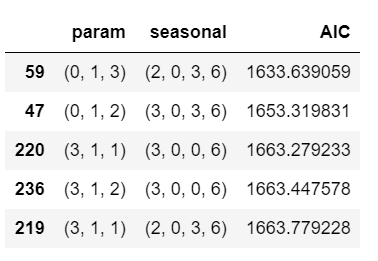 param seasonal AIC
59 (0, 1, 3) (2, 0, 3, 6) 1633.639059
47 (0, 1, 2) (3, 0, 3, 6) 1653.319831
220 (3, 1, 1) (3, 0, 0, 6) 1663.279233
236 (3, 1, 2) (3, 0, 0, 6) 1663.447578
219 (3, 1, 1) (2, 0, 3, 6) 1663.779228